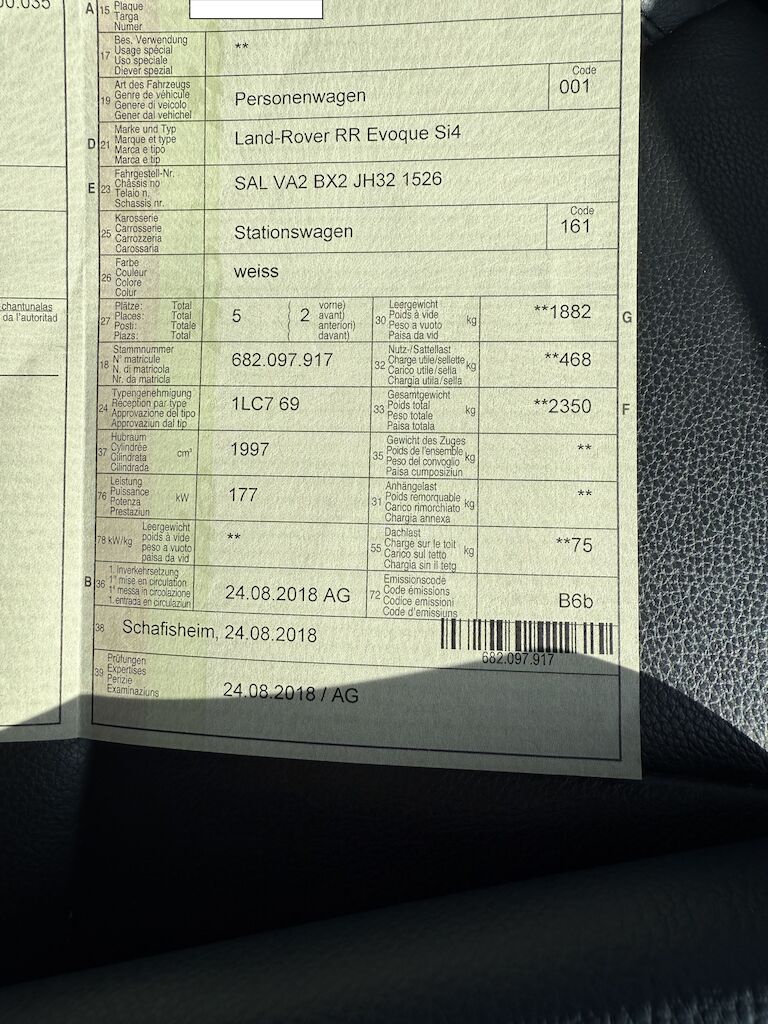 00.035
A 15 Plaque
Targa
Numer
17 Bes. Verwendung
Usage spécial
Uso speciale
Diever spezial
**
19 Art des Fahrzeugs
Genre de véhicule
Genere di veicolo
Gener dal vehichel
Personenwagen
Code
001
D 21 Marke und Typ
Marque et type
Marca e tipo
Marca e tip
Land-Rover RR Evoque Si4
E 23 Fahrgestell-Nr.
Châssis no
Telaio n.
Schassis nr.
SAL VA2 BX2 JH32 1526
25 Karosserie
Carrosserie
Carrozzeria
Carossaria
Stationswagen
Code
161
26 Farbe
Couleur
Colore
Colur
weiss
chantunalas
da l'autoritad
27 Plätze: Total
Places: Total
Posti: Totale
Plazs: Total
5
2
vorne)
avant)
anteriori)
davant)
30 Leergewicht
Poids à vide
Peso a vuoto
Paisa da vid
kg
**1882
G
18 Stammnummer
N° matricule
N. di matricola
Nr. da matricla
682.097.917
32 Nutz-/Sattellast
Charge utile/sellette
Carico utile/sella
Chargia utila/sella
kg
**468
24 Typengenehmigung
Réception par type
Approvazione del tipo
Approvaziun dal tip
1LC7 69
33 Gesamtgewicht
Poids total
Peso totale
Paisa totala
kg
**2350
F
37 Hubraum
Cylindrée
Cilindrata
Cilindrada
cm³
1997
35 Gewicht des Zuges
Poids de l'ensemble
Peso del convoglio
Paisa cumposiziun
kg
**
76 Leistung
Puissance
Potenza
Prestaziun
kW
177
31 Anhängelast
Poids remorquable
Carico rimorchiato
Chargia annexa
kg
**
78 kW/kg
Leergewicht
poids à vide
peso a vuoto
paisa da vid
**
55 Dachlast
Charge sur le toit
Carico sul tetto
Chargia sin il tetg
kg
**75
B 36 1. Inverkehrsetzung
1re mise en circulation
1a messa in circolazione
1. entrada en circulaziun
24.08.2018 AG
72 Emissionscode
Code émissions
Codice emissioni
Code d'emissiuns
B6b
38 Schafisheim, 24.08.2018
682.097.917
39 Prüfungen
Expertises
Perizie
Examinaziuns
24.08.2018 / AG